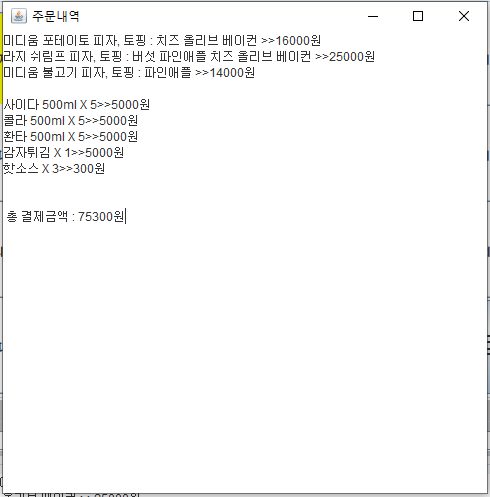 주문내역
미디움 포테이토 피자, 토핑 : 치즈 올리브 베이컨 >>16000원
라지 쉬림프 피자, 토핑 : 버섯 파인애플 치즈 올리브 베이컨 >>25000원
미디움 불고기 피자, 토핑 : 파인애플 >>14000원
사이다 500ml X 5>>5000원
콜라 500ml X 5>>5000원
환타 500ml X 5>>5000원
감자튀김 X 1>>5000원
핫소스 X 3>>300원
총 결제금액 : 75300원